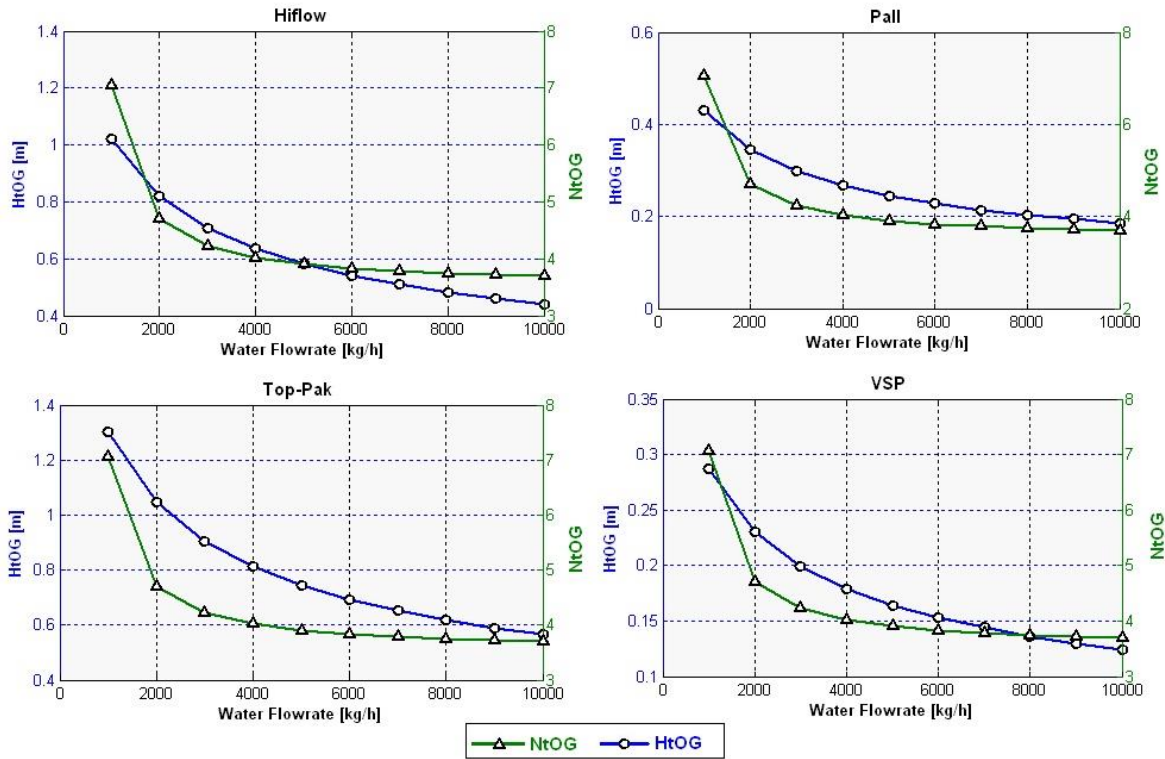 Hiflow
1.4
1.2
1
0.8
0.6
0.4
HtOG [m]
8
7
6
5
4
3
NtOG
0 2000 4000 6000 8000 10000
Water Flowrate [kg/h]
Pall
0.6
0.4
0.2
0
HtOG [m]
8
6
4
2
NtOG
0 2000 4000 6000 8000 10000
Water Flowrate [kg/h]
Top-Pak
1.4
1.2
1
0.8
0.6
0.4
HtOG [m]
8
7
6
5
4
3
NtOG
0 2000 4000 6000 8000 10000
Water Flowrate [kg/h]
VSP
0.35
0.3
0.25
0.2
0.15
0.1
HtOG [m]
8
7
6
5
4
3
NtOG
0 2000 4000 6000 8000 10000
Water Flowrate [kg/h]
NtOG HtOG